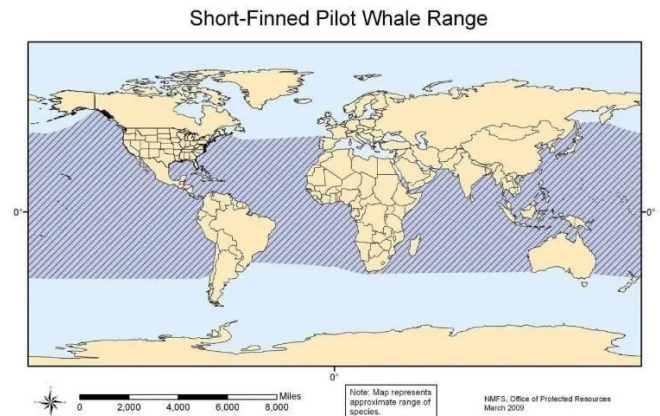 Short-Finned Pilot Whale Range
0°
0°
0°
Miles
0 2,000 4,000 6,000 8,000
Note: Map represents
approximate range of
species.
NMFS, Office of Protected Resources
March 2009